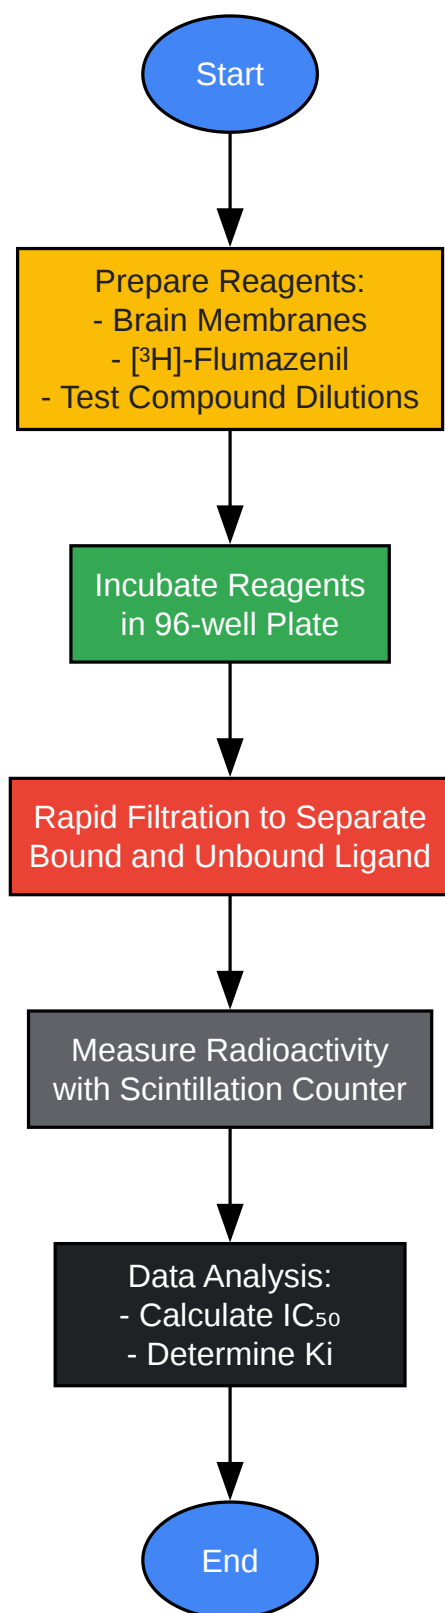 Start
Prepare Reagents:
- Brain Membranes
- [³H]-Flumazenil
- Test Compound Dilutions
Incubate Reagents
in 96-well Plate
Rapid Filtration to Separate
Bound and Unbound Ligand
Measure Radioactivity
with Scintillation Counter
Data Analysis:
- Calculate IC₅₀
- Determine Ki
End